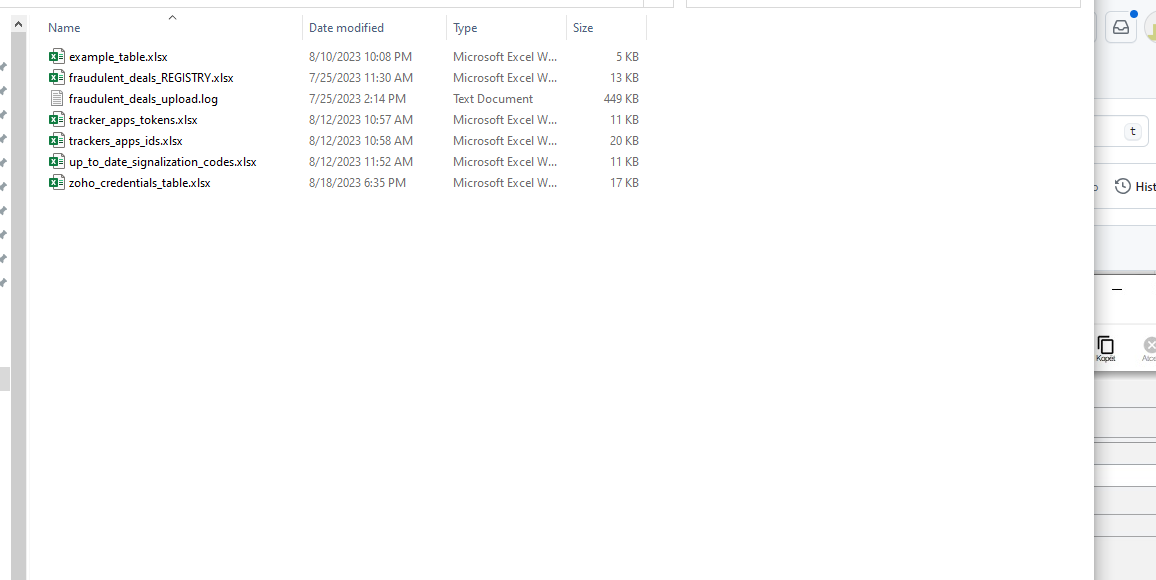 Name Date modified Type Size
example_table.xlsx 8/10/2023 10:08 PM Microsoft Excel W... 5 KB
fraudulent_deals_REGISTRY.xlsx 7/25/2023 11:30 AM Microsoft Excel W... 13 KB
fraudulent_deals_upload.log 7/25/2023 2:14 PM Text Document 449 KB
tracker_apps_tokens.xlsx 8/12/2023 10:57 AM Microsoft Excel W... 11 KB
trackers_apps_ids.xlsx 8/12/2023 10:58 AM Microsoft Excel W... 20 KB
up_to_date_signalization_codes.xlsx 8/12/2023 11:52 AM Microsoft Excel W... 11 KB
zoho_credentials_table.xlsx 8/18/2023 6:35 PM Microsoft Excel W... 17 KB
t
Hist
Kopēt